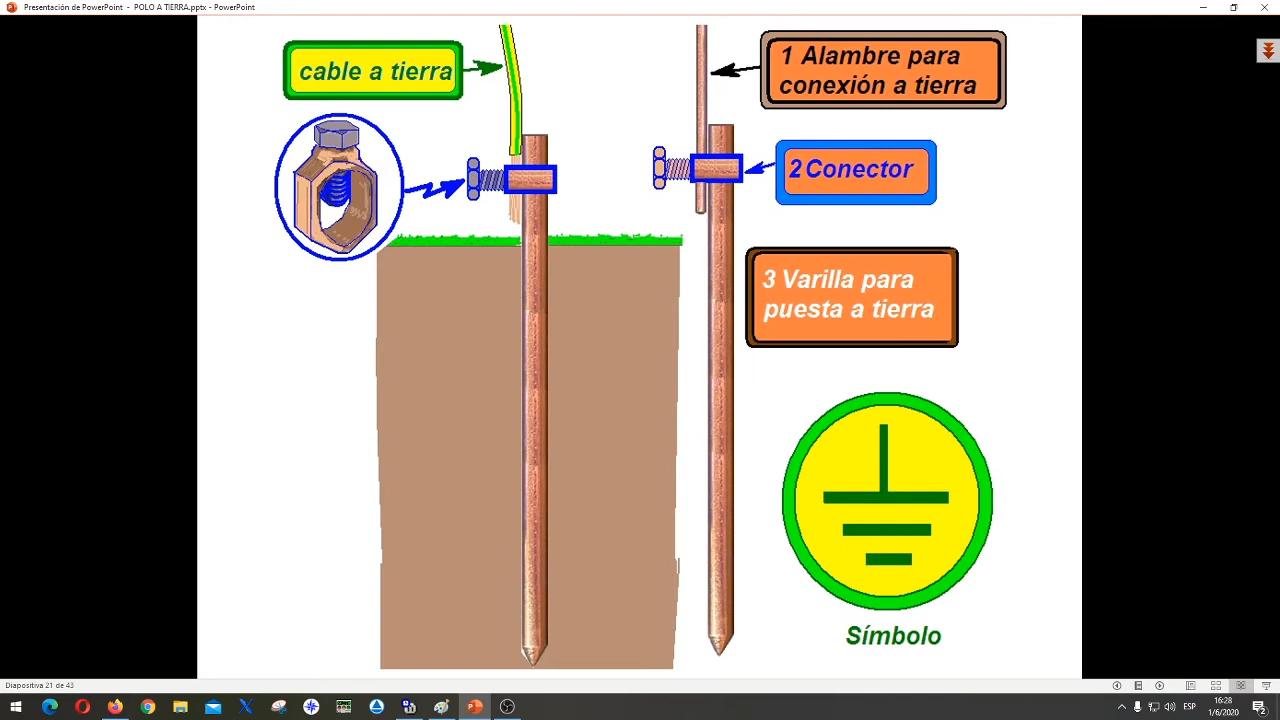 Presentación de PowerPoint - POLO A TIERRA.pptx - PowerPoint
cable a tierra
1 Alambre para
conexión a tierra
2 Conector
3 Varilla para
puesta a tierra
Símbolo
Diapositiva 21 de 43
ESP
16:28
1/6/2020
2